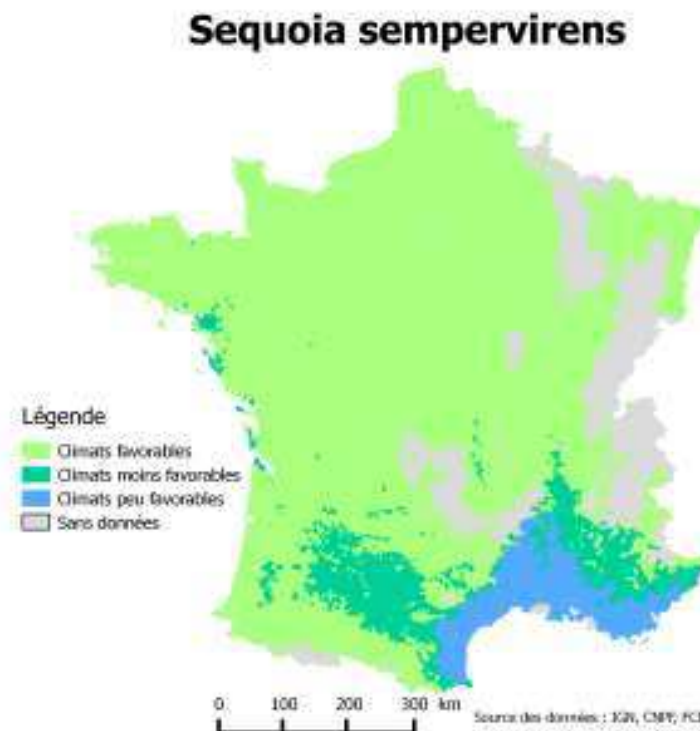 Sequoia sempervirens
Légende
Climats favorables
Climats moins favorables
Climats peu favorables
Sans données
0 100 200 300 km
Source des données : IGN, CNPF, FC